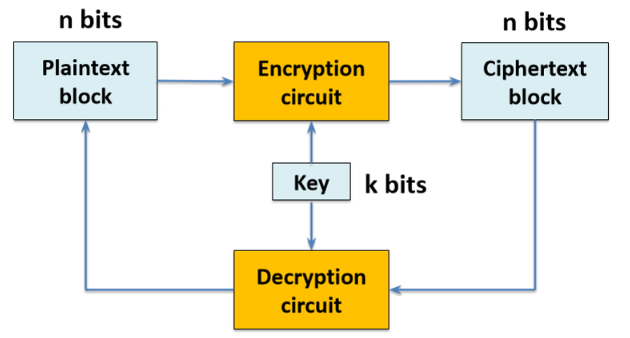 n bits
n bits
Plaintext
block
Encryption
circuit
Ciphertext
block
Key
k bits
Decryption
circuit